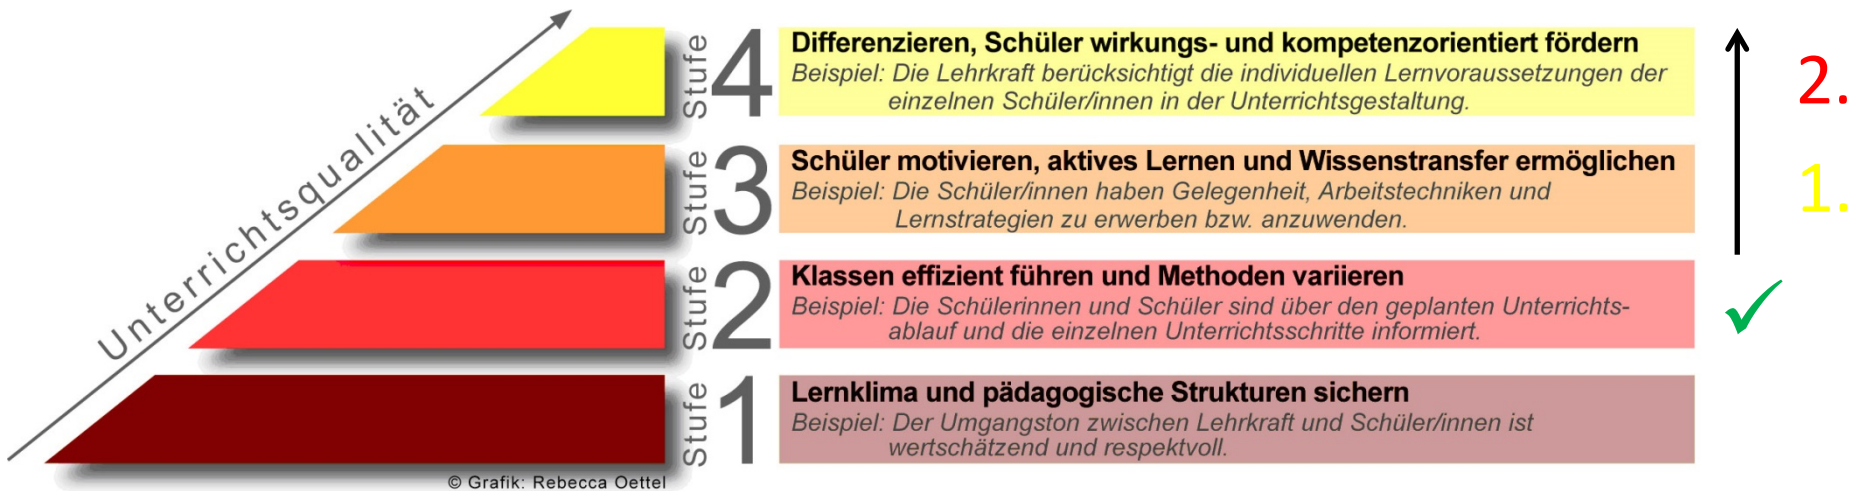 Unterrichtsqualität
Stufe 4
Differenzieren, Schüler wirkungs- und kompetenzorientiert fördern
Beispiel: Die Lehrkraft berücksichtigt die individuellen Lernvoraussetzungen der
einzelnen Schüler/innen in der Unterrichtsgestaltung.
2.
Stufe 3
Schüler motivieren, aktives Lernen und Wissenstransfer ermöglichen
Beispiel: Die Schüler/innen haben Gelegenheit, Arbeitstechniken und
Lernstrategien zu erwerben bzw. anzuwenden.
1.
Stufe 2
Klassen effizient führen und Methoden variieren
Beispiel: Die Schülerinnen und Schüler sind über den geplanten Unterrichts-
ablauf und die einzelnen Unterrichtsschritte informiert.
Stufe 1
Lernklima und pädagogische Strukturen sichern
Beispiel: Der Umgangston zwischen Lehrkraft und Schüler/innen ist
wertschätzend und respektvoll.
© Grafik: Rebecca Oettel